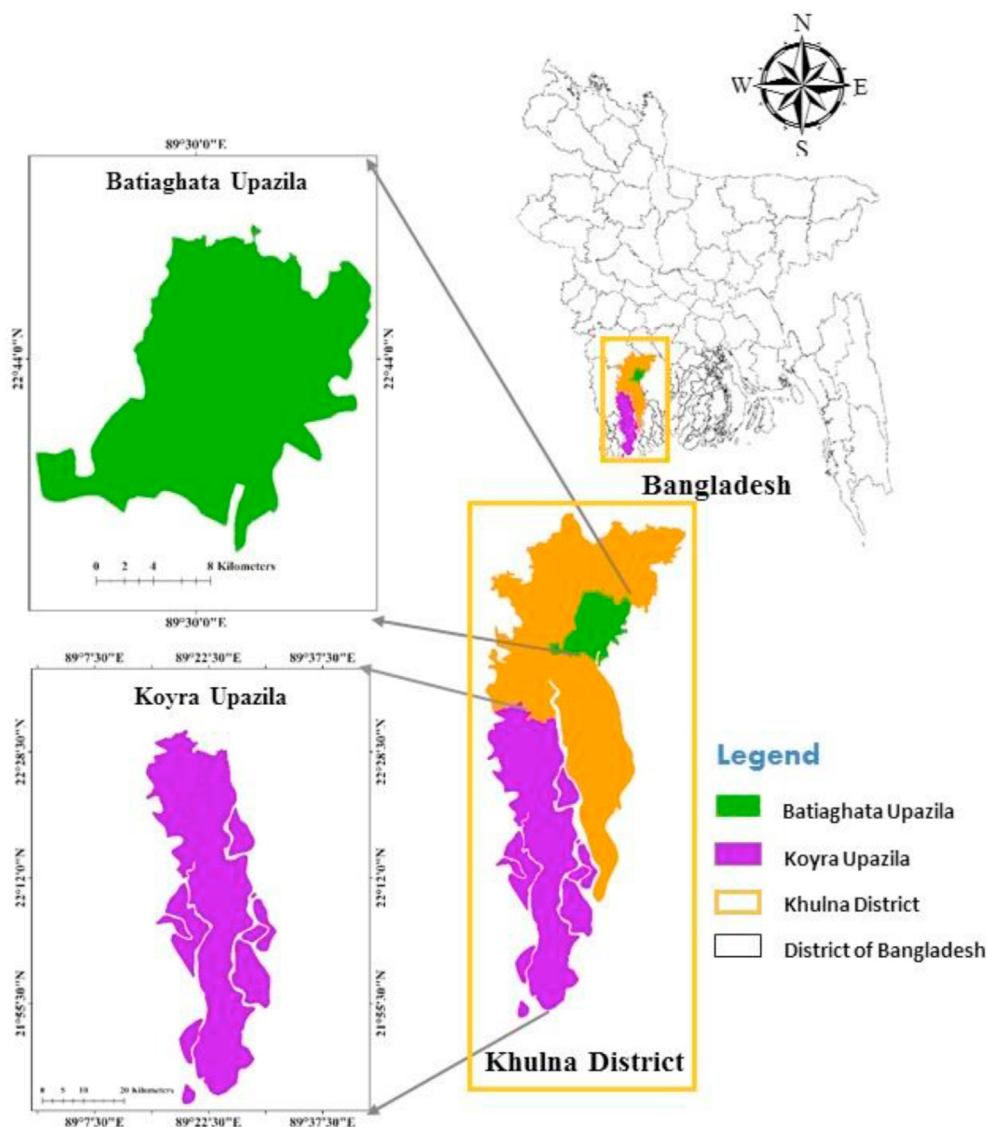 N
W
E
S
89°30'0"E
Batiaghata Upazila
22°44'0"N
22°44'0"N
0 2 4 8 Kilometers
89°30'0"E
Bangladesh
89°7'30"E 89°22'30"E 89°37'30"E
Koyra Upazila
22°28'30"N
22°28'30"N
22°12'0"N
22°12'0"N
21°55'30"N
21°55'30"N
0 5 10 20 Kilometers
89°7'30"E 89°22'30"E 89°37'30"E
Khulna District
Legend
Batiaghata Upazila
Koyra Upazila
Khulna District
District of Bangladesh